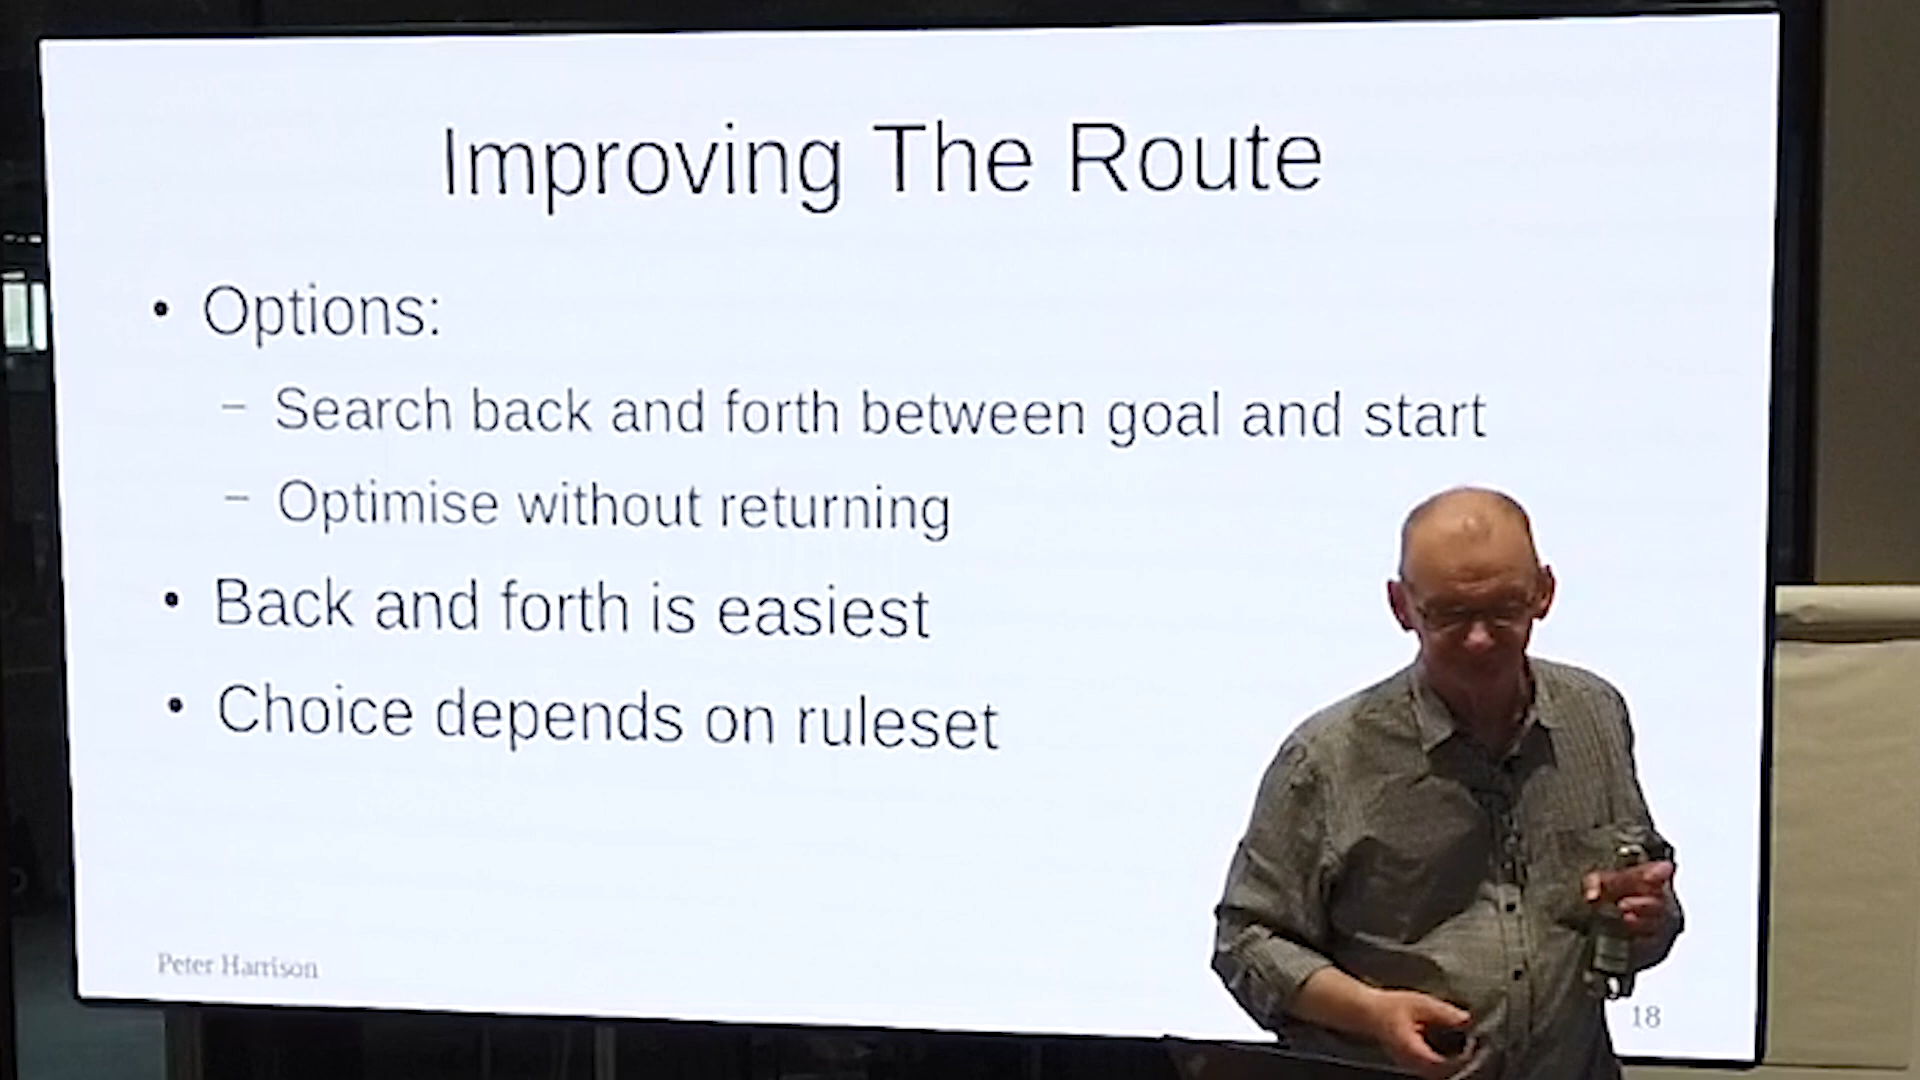 Improving The Route
• Options:
– Search back and forth between goal and start
– Optimise without returning
• Back and forth is easiest
• Choice depends on ruleset
Peter Harrison
18